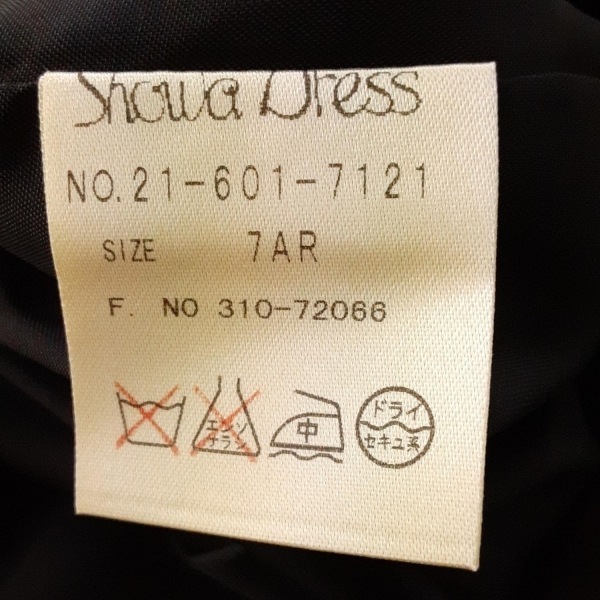 Showa Dress
NO. 21-601-7121
SIZE 7AR
F. NO 310-72066
エンソ
サラシ
中
ドライ
セキユ系